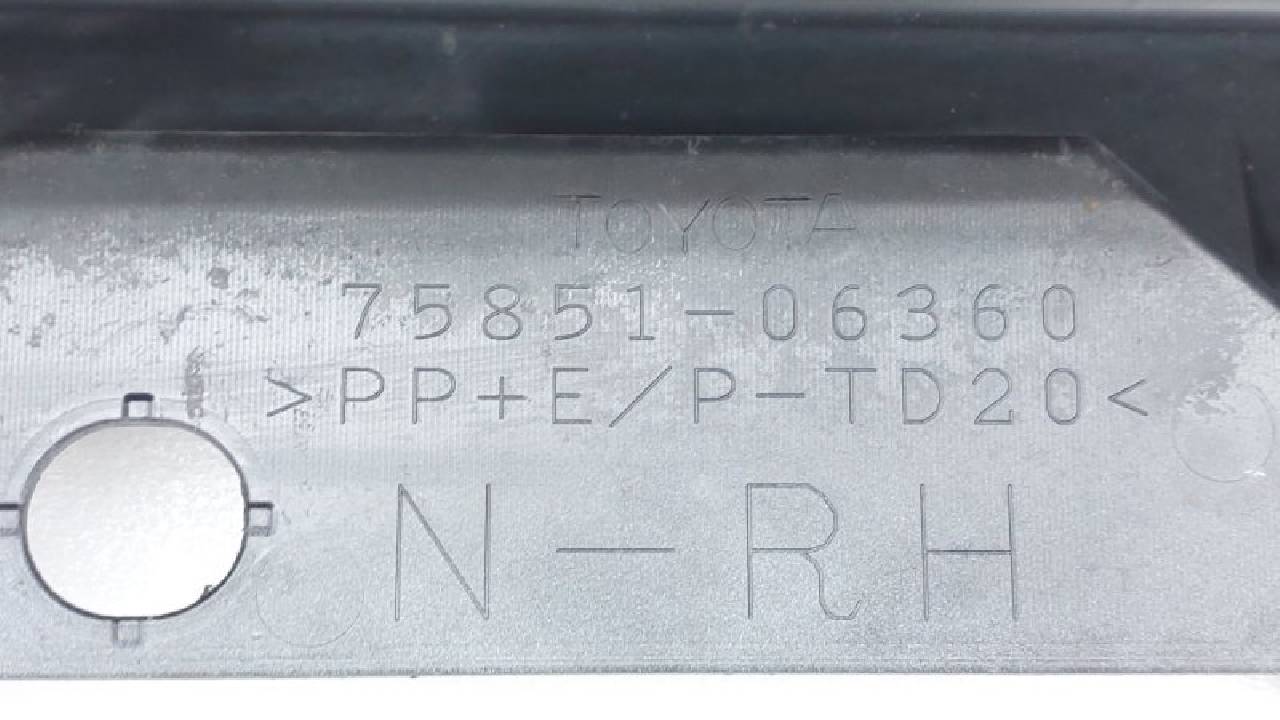 TOYOTA
75851-06360
>PP+E/P-TD20<
N-RH